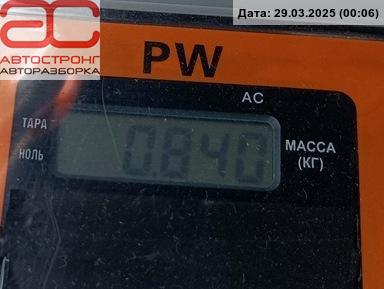 Дата: 29.03.2025 (00:06)
АС
АВТОСТРОНГ
АВТОРАЗБОРКА
PW
AC
ТАРА
НОЛЬ
0.840
МАССА
(КГ)